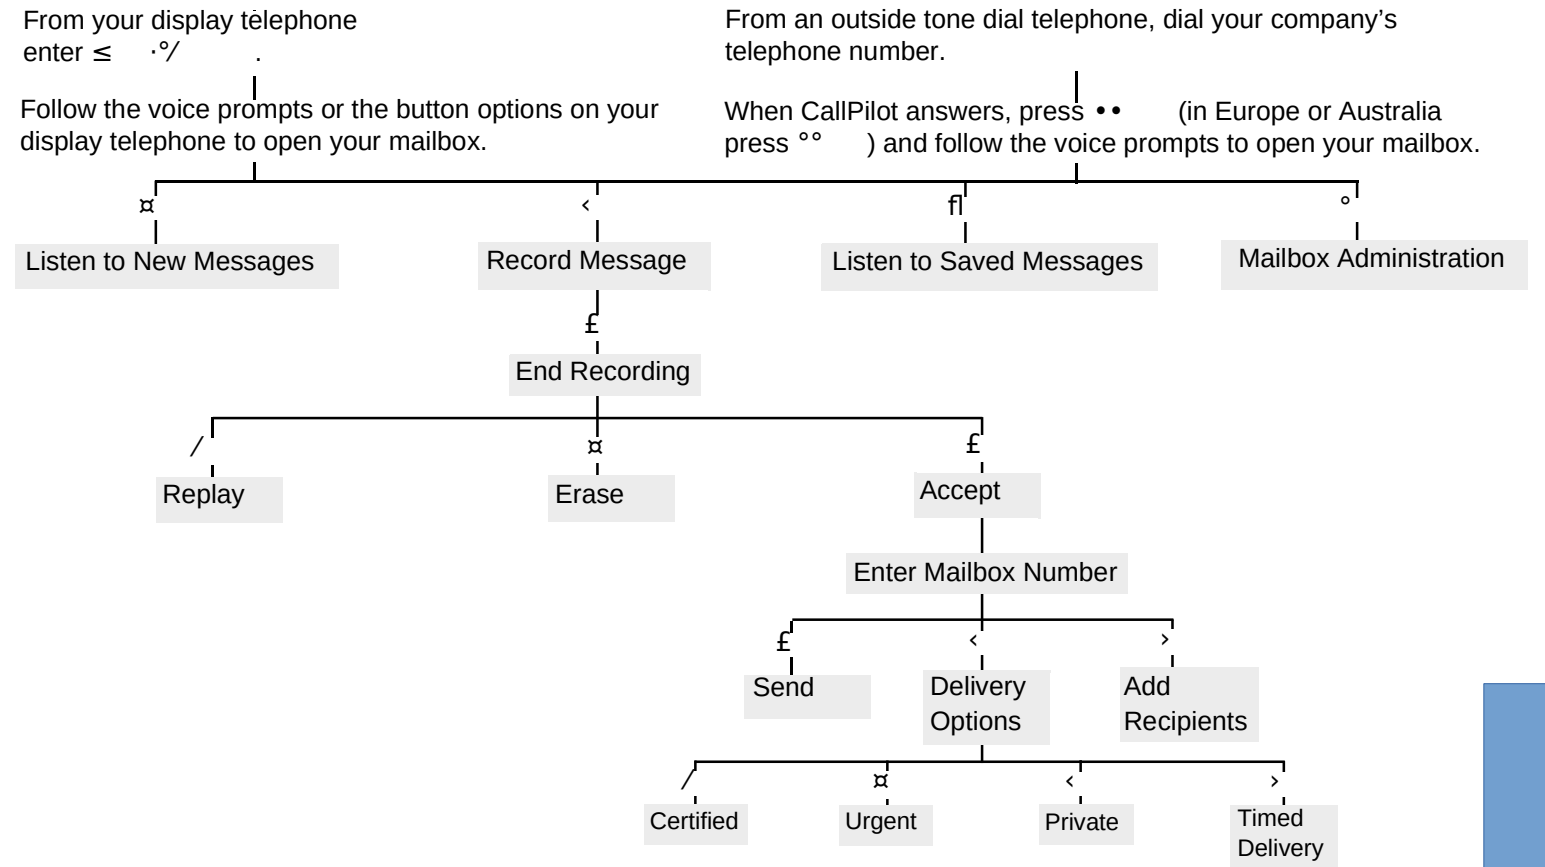 From your display telephone
enter ≤ ·°⁄ .
Follow the voice prompts or the button options on your
display telephone to open your mailbox.
From an outside tone dial telephone, dial your company’s
telephone number.
When CallPilot answers, press •• (in Europe or Australia
press °° ) and follow the voice prompts to open your mailbox.
¤ ‹ ﬂ °
Listen to New Messages
Record Message
Listen to Saved Messages
Mailbox Administration
£
End Recording
⁄ ¤ £
Replay
Erase
Accept
Enter Mailbox Number
£ ‹ ›
Send
Delivery
Options
Add
Recipients
⁄ ¤ ‹ ›
Certified
Urgent
Private
Timed
Delivery